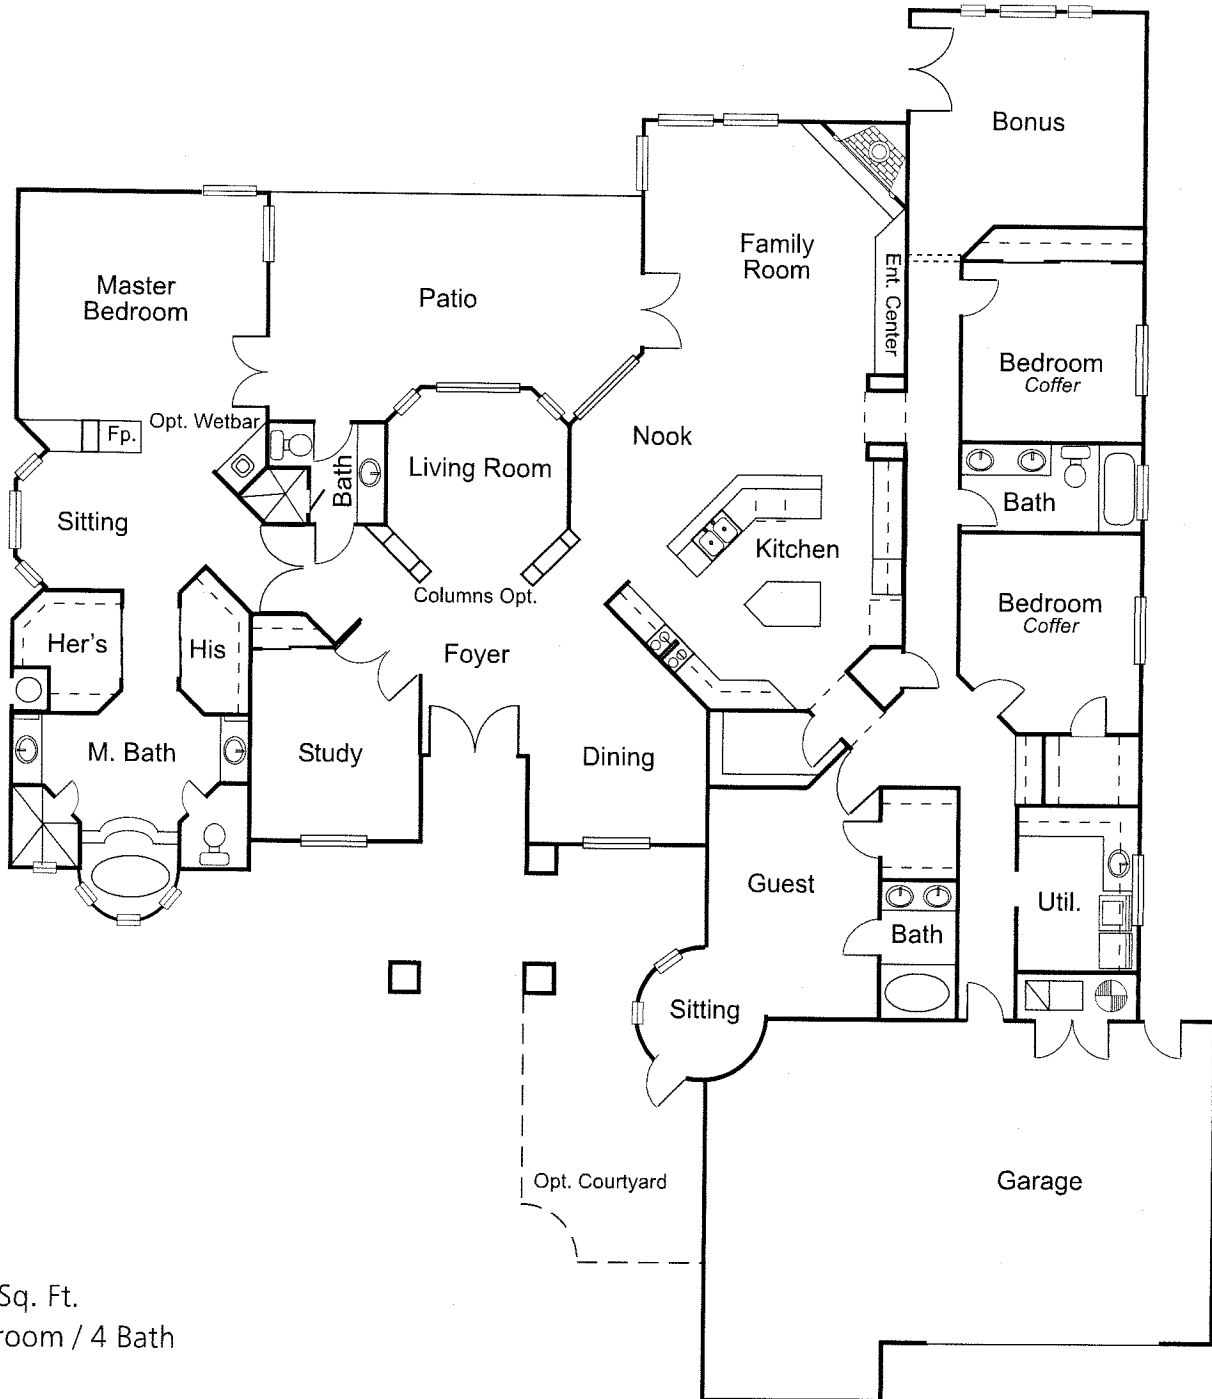 Bonus
Family
Room
Ent. Center
Master
Bedroom
Patio
Bedroom
Coffer
Opt. Wetbar
Fp.
Nook
Living Room
Bath
Bath
Sitting
Kitchen
Columns Opt.
Bedroom
Coffer
Her's
His
Foyer
M. Bath
Study
Dining
Guest
Util.
Bath
Sitting
Opt. Courtyard
Garage
Sq. Ft.
room / 4 Bath